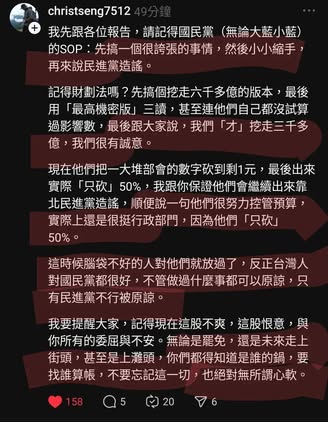 christseng7512 49分鐘
我先跟各位報告，請記得國民黨（無論大藍小藍）
的SOP：先搞一個很誇張的事情，然後小小縮手，
再來說民進黨造謠。
記得財劃法嗎？先搞個挖走六千多億的版本，最後
用「最高機密版」三讀，甚至連他們自己都沒試算
過影響數，最後跟大家說，我們「才」挖走三千多
億，我們很有誠意。
現在他們把一大堆部會的數字砍到剩1元，最後出來
實際「只砍」50%，我跟你保證他們會繼續出來靠
北民進黨造謠，順便說一句他們很努力控管預算，
實際上還是很挺行政部門，因為他們「只砍」
50%。
這時候腦袋不好的人對他們就放過了，反正台灣人
對國民黨都很好，不管做過什麼事都可以原諒，只
有民進黨不行被原諒。
我要提醒大家，記得現在這股不爽，這股恨意，與
你所有的委屈與不安。無論是罷免，還是未來走上
街頭，甚至是上灘頭，你們都得知道是誰的鍋，要
找誰算帳，不要忘記這一切，也絕對無所謂心軟。
158 5 20 6